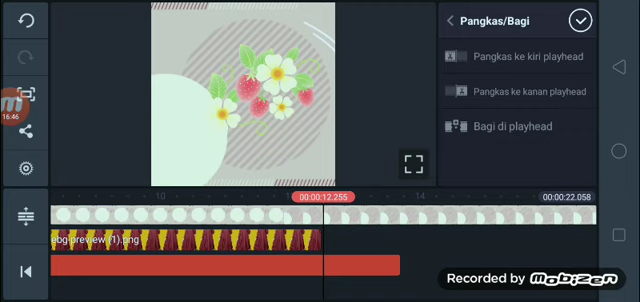 Pangkas/Bagi
Pangkas ke kiri playhead
Pangkas ke kanan playhead
Bagi di playhead
16:46
10
14
00:00:12.255
00:00:22.058
ebg-preview (1).png
Recorded by mobizen